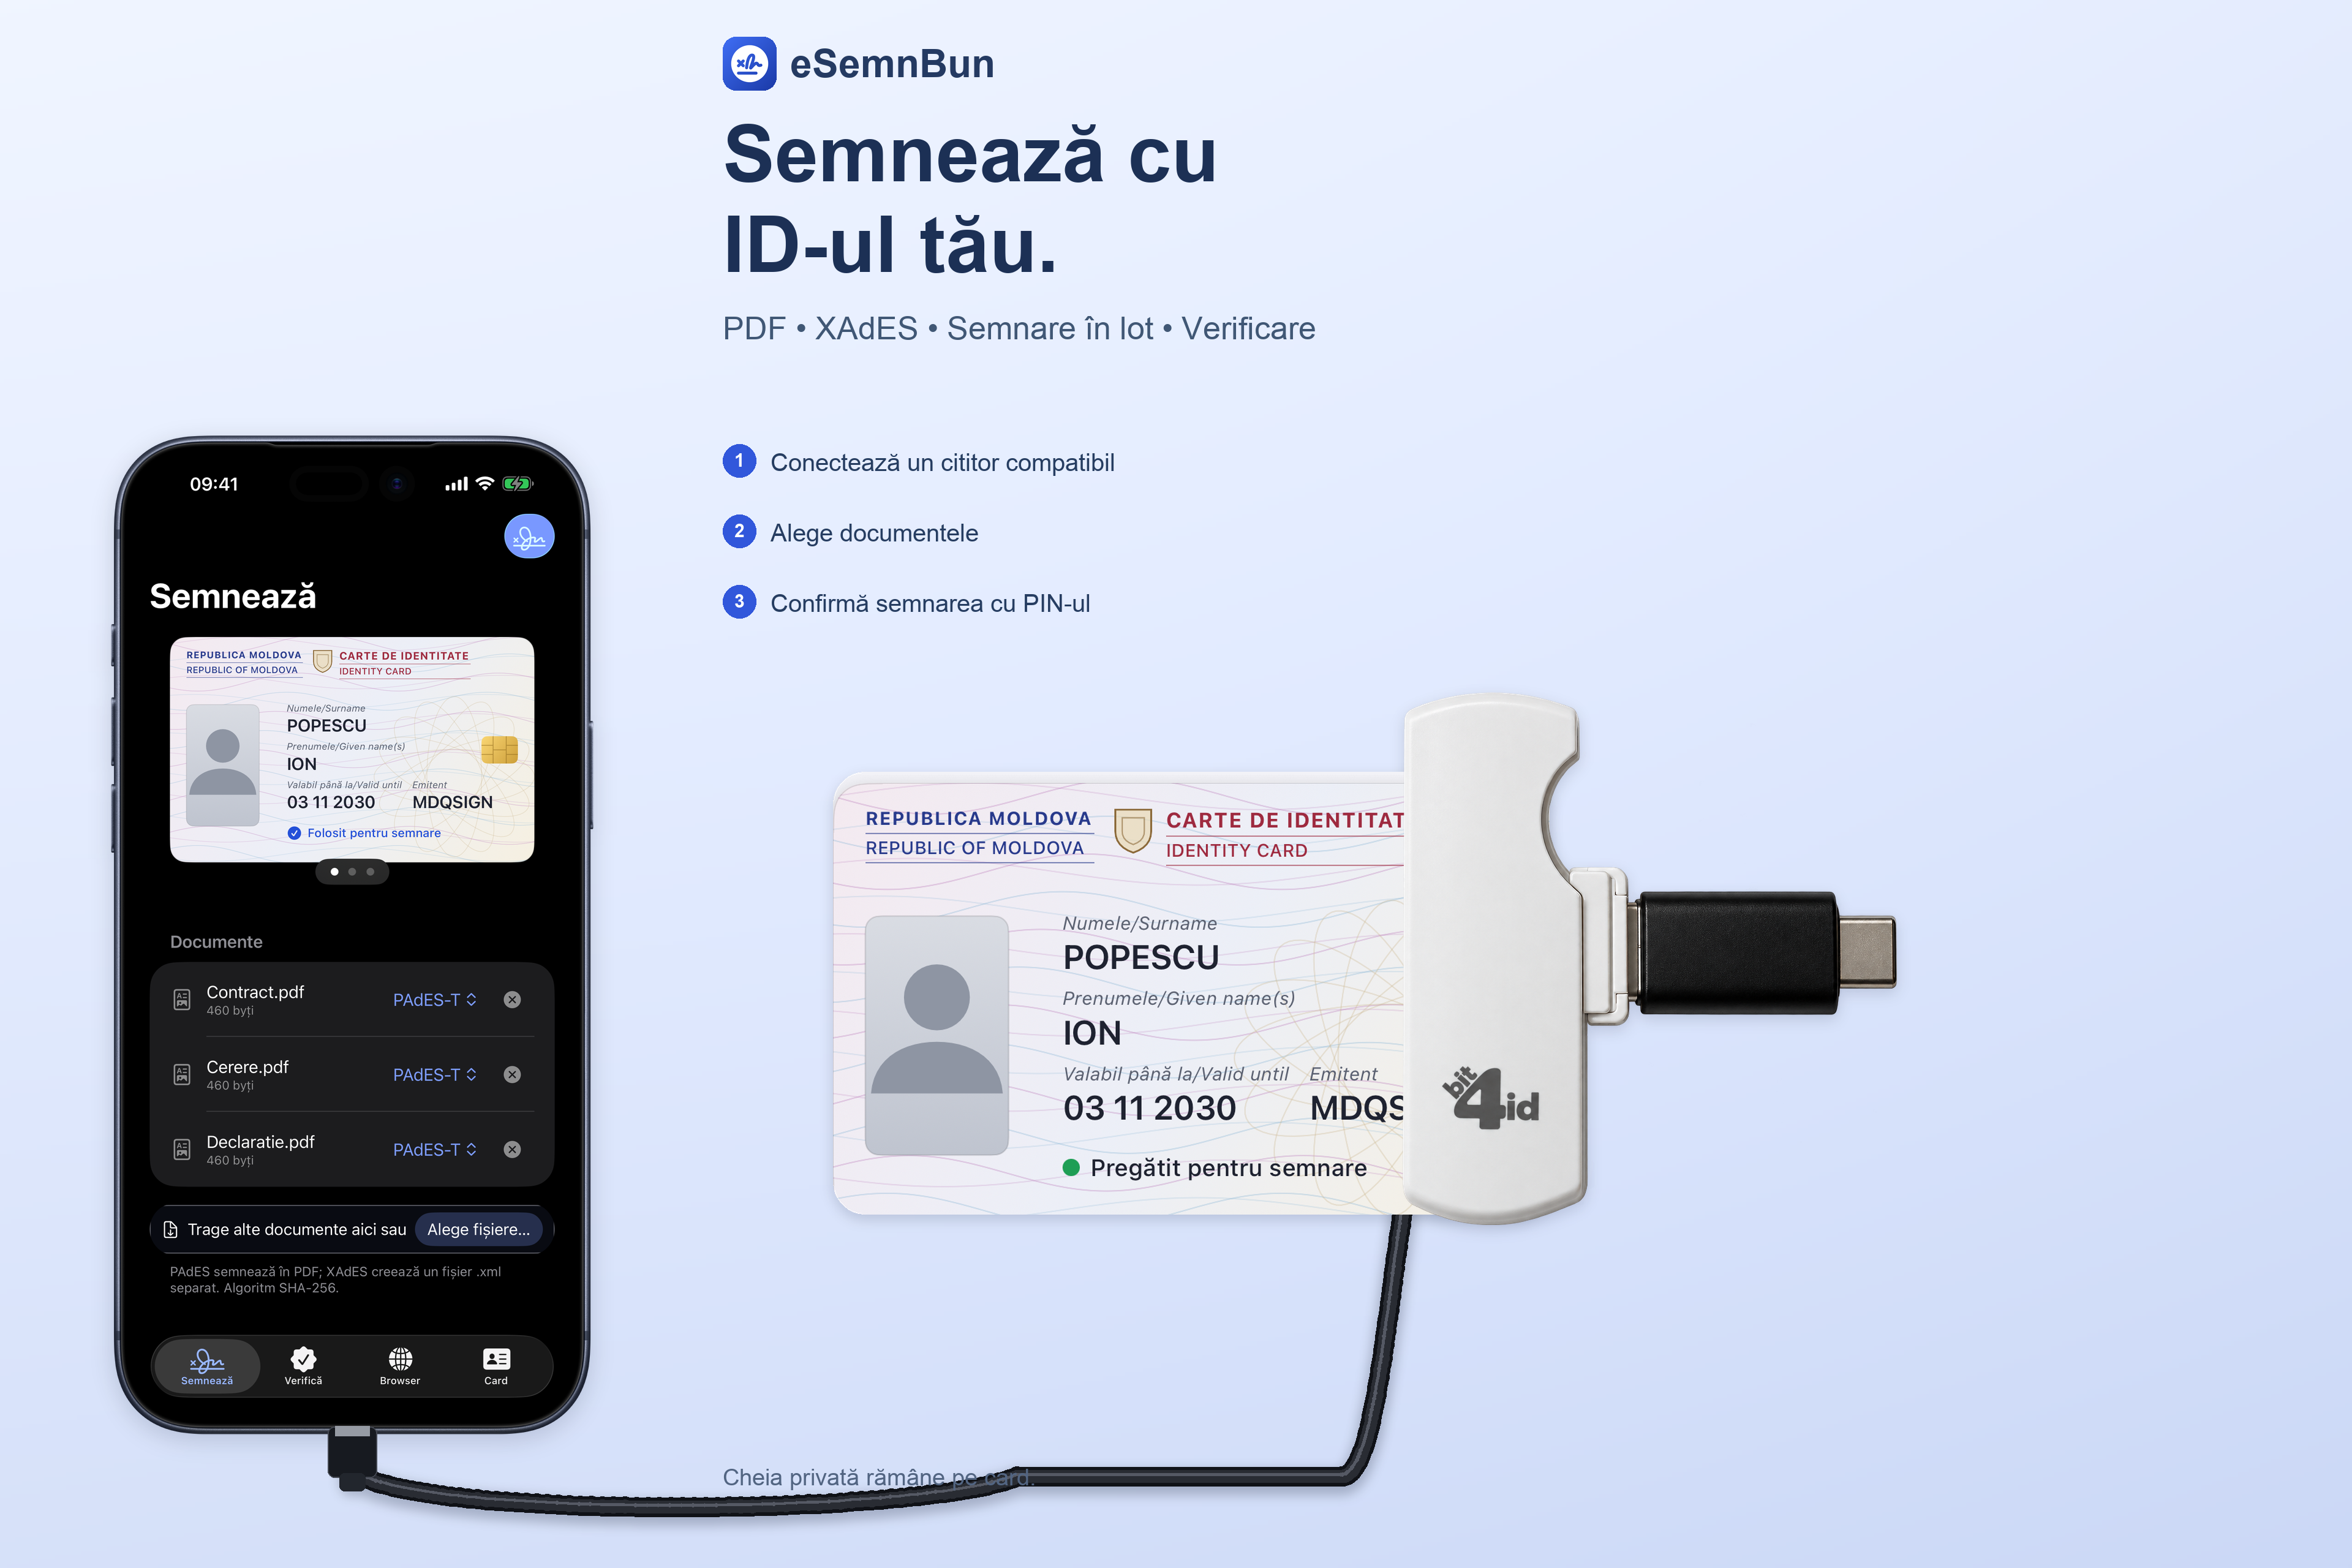 eSemnBun
Semnează cu
ID-ul tău.
PDF • XAdES • Semnare în lot • Verificare
1 Conectează un cititor compatibil
2 Alege documentele
3 Confirmă semnarea cu PIN-ul
09:41
Semnează
REPUBLICA MOLDOVA
REPUBLIC OF MOLDOVA
CARTE DE IDENTITATE
IDENTITY CARD
Numele/Surname
POPESCU
Prenumele/Given name(s)
ION
Valabil până la/Valid until Emitent
03 11 2030 MDQSIGN
Folosit pentru semnare
Documente
Contract.pdf PAdES-T
460 byți
Cerere.pdf PAdES-T
460 byți
Declaratie.pdf PAdES-T
460 byți
Trage alte documente aici sau Alege fișiere...
PAdES semnează în PDF; XAdES creează un fișier .xml
separat. Algoritm SHA-256.
Semnează Verifică Browser Card
REPUBLICA MOLDOVA
REPUBLIC OF MOLDOVA
CARTE DE IDENTITAT
IDENTITY CARD
Numele/Surname
POPESCU
Prenumele/Given name(s)
ION
Valabil până la/Valid until Emitent
03 11 2030 MDQS
Pregătit pentru semnare
bit4id
Cheia privată rămâne pe card.